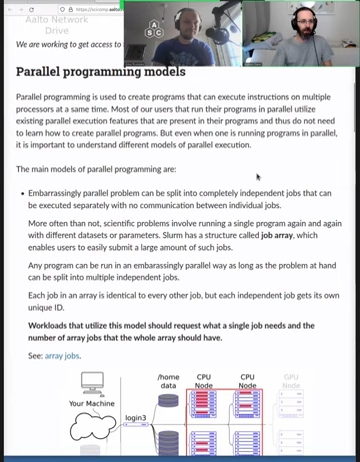 https://scicomp.aalto
Aalto Network
Drive
A
S C
We are working to get access to
Parallel programming models
Parallel programming is used to create programs that can execute instructions on multiple
processors at a same time. Most of our users that run their programs in parallel utilize
existing parallel execution features that are present in their programs and thus do not need
to learn how to create parallel programs. But even when one is running programs in parallel,
it is important to understand different models of parallel execution.
The main models of parallel programming are:
• Embarrassingly parallel problem can be split into completely independent jobs that can
be executed separately with no communication between individual jobs.
More often than not, scientific problems involve running a single program again and again
with different datasets or parameters. Slurm has a structure called job array, which
enables users to easily submit a large amount of such jobs.
Any program can be run in an embarassingly parallel way as long as the problem at hand
can be split into multiple independent jobs.
Each job in an array is identical to every other job, but each independent job gets its own
unique ID.
Workloads that utilize this model should request what a single job needs and the
number of array jobs that the whole array should have.
See: array jobs.
/home
data
CPU
Node
CPU
Node
GPU
Node
Your Machine
login3